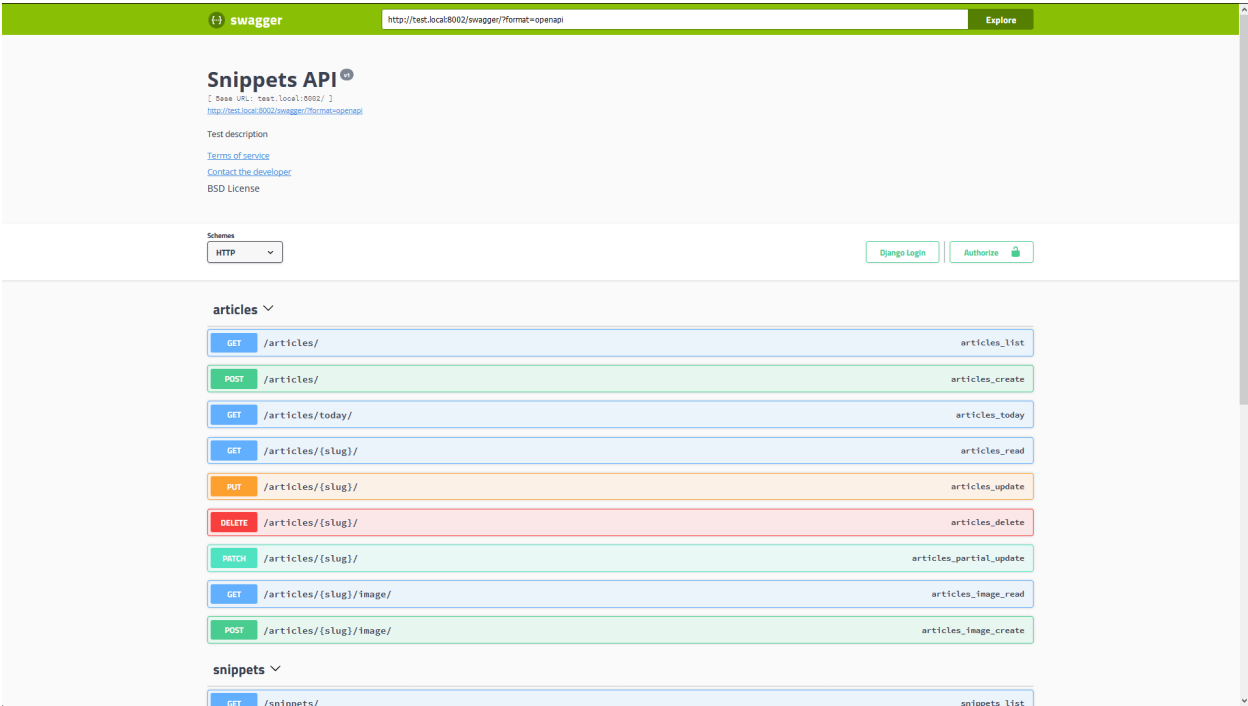 {··} swagger
http://test.local:8002/swagger/?format=openapi
Explore
Snippets API v1
[ Base URL: test.local:8002/ ]
http://test.local:8002/swagger/?format=openapi
Test description
Terms of service
Contact the developer
BSD License
Schemes
HTTP
Django Login
Authorize
articles
GET /articles/ articles_list
POST /articles/ articles_create
GET /articles/today/ articles_today
GET /articles/{slug}/ articles_read
PUT /articles/{slug}/ articles_update
DELETE /articles/{slug}/ articles_delete
PATCH /articles/{slug}/ articles_partial_update
GET /articles/{slug}/image/ articles_image_read
POST /articles/{slug}/image/ articles_image_create
snippets
GET /snippets/ snippets_list